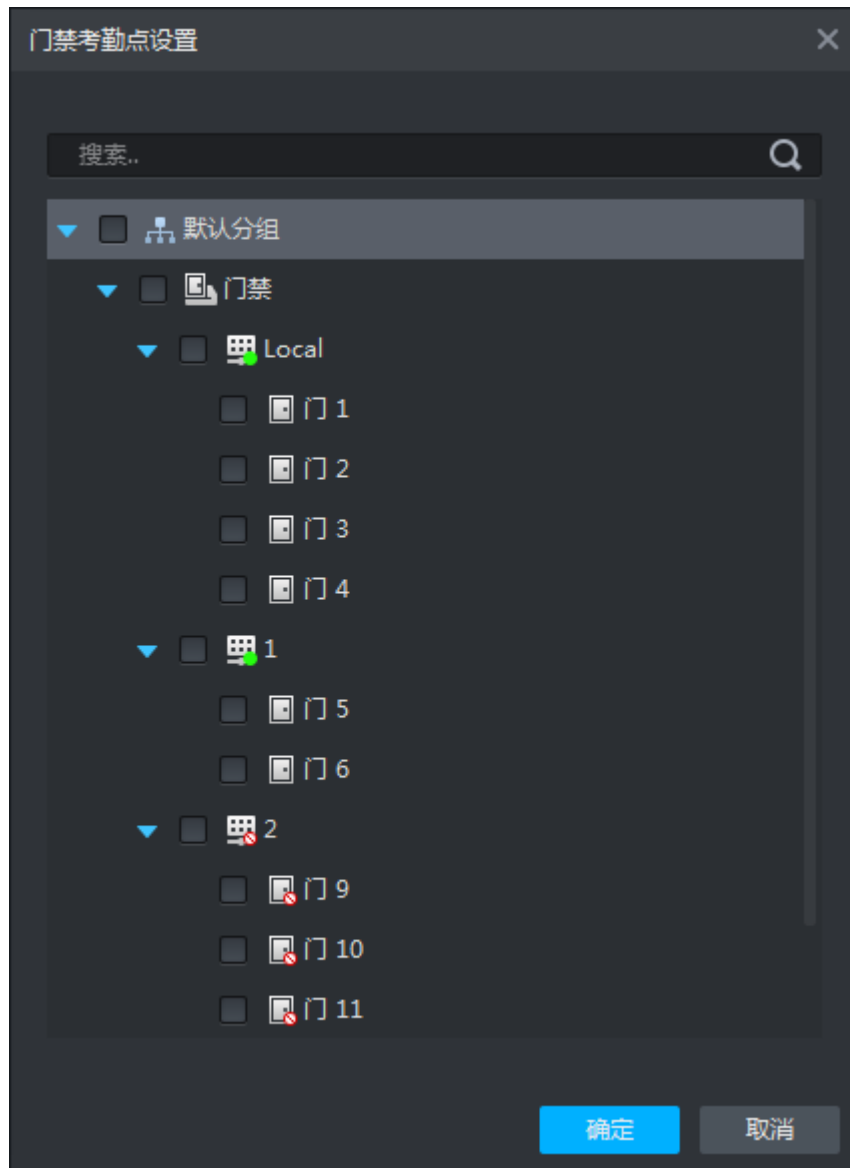 门禁考勤点设置
搜索..
默认分组
门禁
Local
门 1
门 2
门 3
门 4
1
门 5
门 6
2
门 9
门 10
门 11
确定 取消